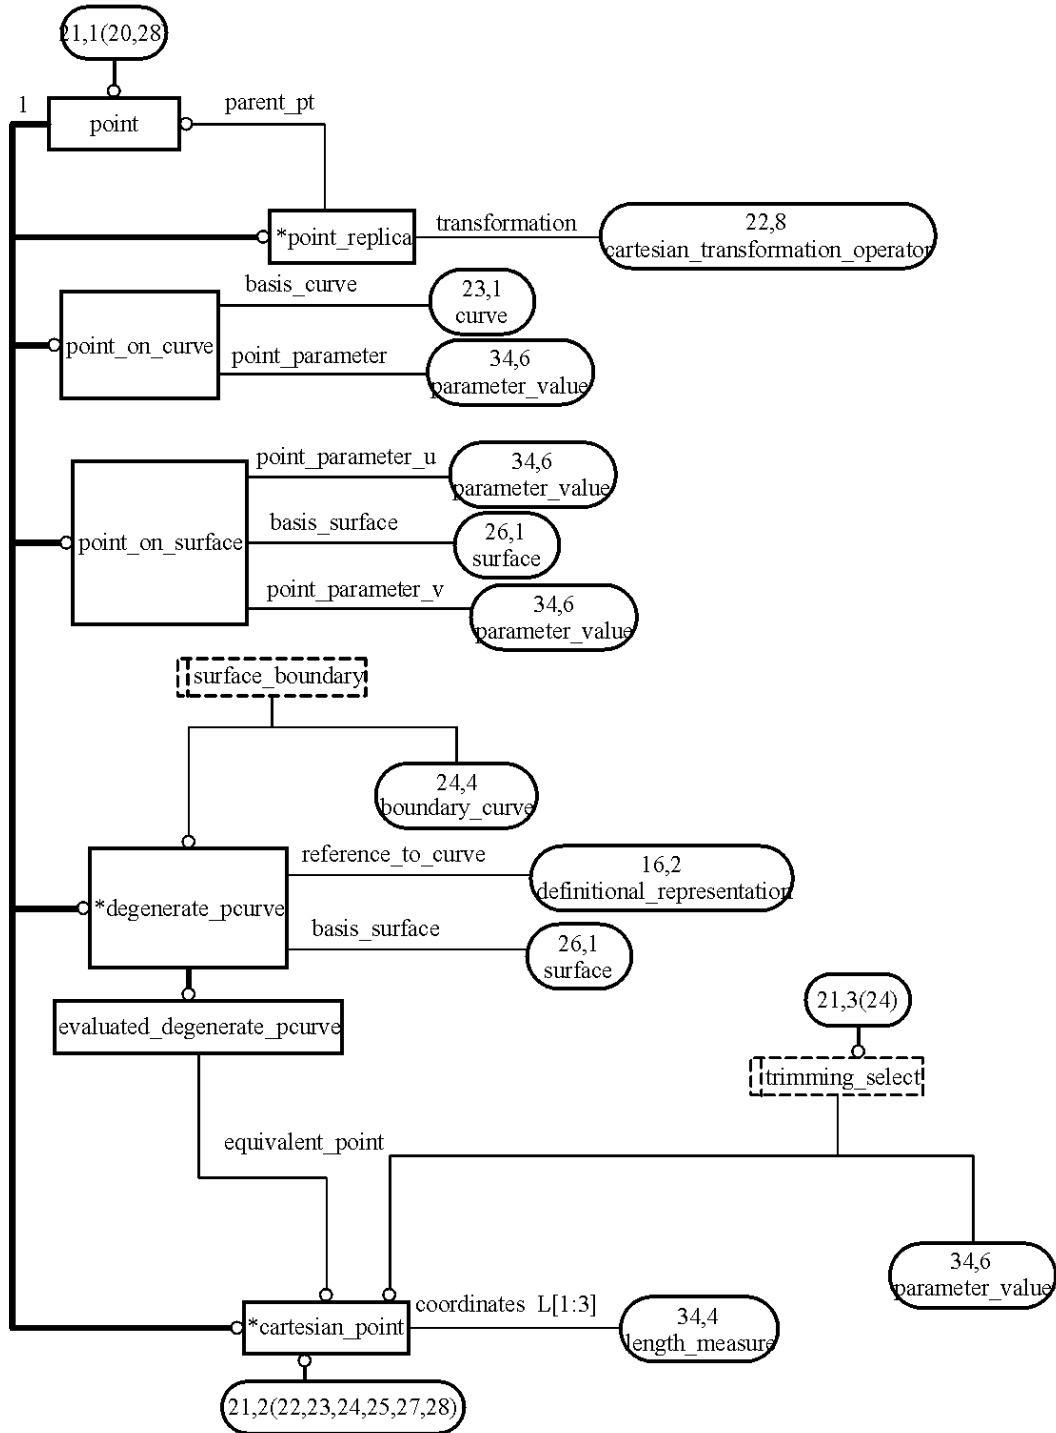 21,1(20,28)
1
point
parent_pt
*point_replica
transformation
22,8
cartesian_transformation_operator
point_on_curve
basis_curve
23,1
curve
point_parameter
34,6
parameter_value
point_on_surface
point_parameter_u
34,6
parameter_value
basis_surface
26,1
surface
point_parameter_v
34,6
parameter_value
surface_boundary
24,4
boundary_curve
*degenerate_pcurve
reference_to_curve
16,2
definitional_representation
basis_surface
26,1
surface
evaluated_degenerate_pcurve
21,3(24)
trimming_select
equivalent_point
34,6
parameter_value
*cartesian_point
coordinates L[1:3]
34,4
length_measure
21,2(22,23,24,25,27,28)